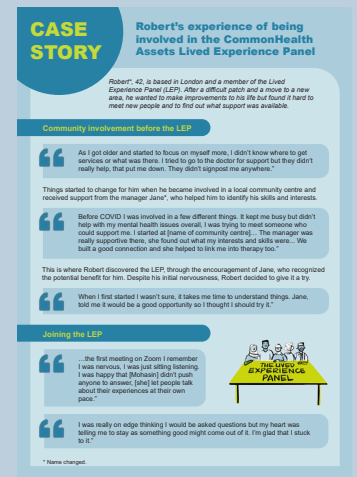 CASE
STORY
Robert's experience of being
involved in the CommonHealth
Assets Lived Experience Panel
Robert*, 42, is based in London and a member of the Lived
Experience Panel (LEP). After a difficult patch and a move to a new
area, he wanted to make improvements to his life but found it hard to
meet new people and to find out what support was available.
Community involvement before the LEP
As I got older and started to focus on myself more, I didn't know where to get
services or what was there. I tried to go to the doctor for support but they didn't
really help, that put me down. They didn't signpost me anywhere."
Things started to change for him when he became involved in a local community centre and
received support from the manager Jane*, who helped him to identify his skills and interests.
Before COVID I was involved in a few different things. It kept me busy but didn't
help with my mental health issues overall, I was trying to meet someone who
could support me. I started at [name of community centre]... The manager was
really supportive there, she found out what my interests and skills were... We
built a good connection and she helped to link me into therapy too."
This is where Robert discovered the LEP, through the encouragement of Jane, who recognized
the potential benefit for him. Despite his initial nervousness, Robert decided to give it a try.
When I first started I wasn't sure, it takes me time to understand things. Jane,
told me it would be a good opportunity so I thought I should try it."
Joining the LEP
...the first meeting on Zoom I remember
I was nervous, I was just sitting listening.
I was happy that [Mohasin] didn't push
anyone to answer, [she] let people talk
about their experiences at their own
pace."
THE LIVED
EXPERIENCE
PANEL
I was really on edge thinking I would be asked questions but my heart was
telling me to stay as something good might come out of it. I'm glad that I stuck
to it."
* Name changed.